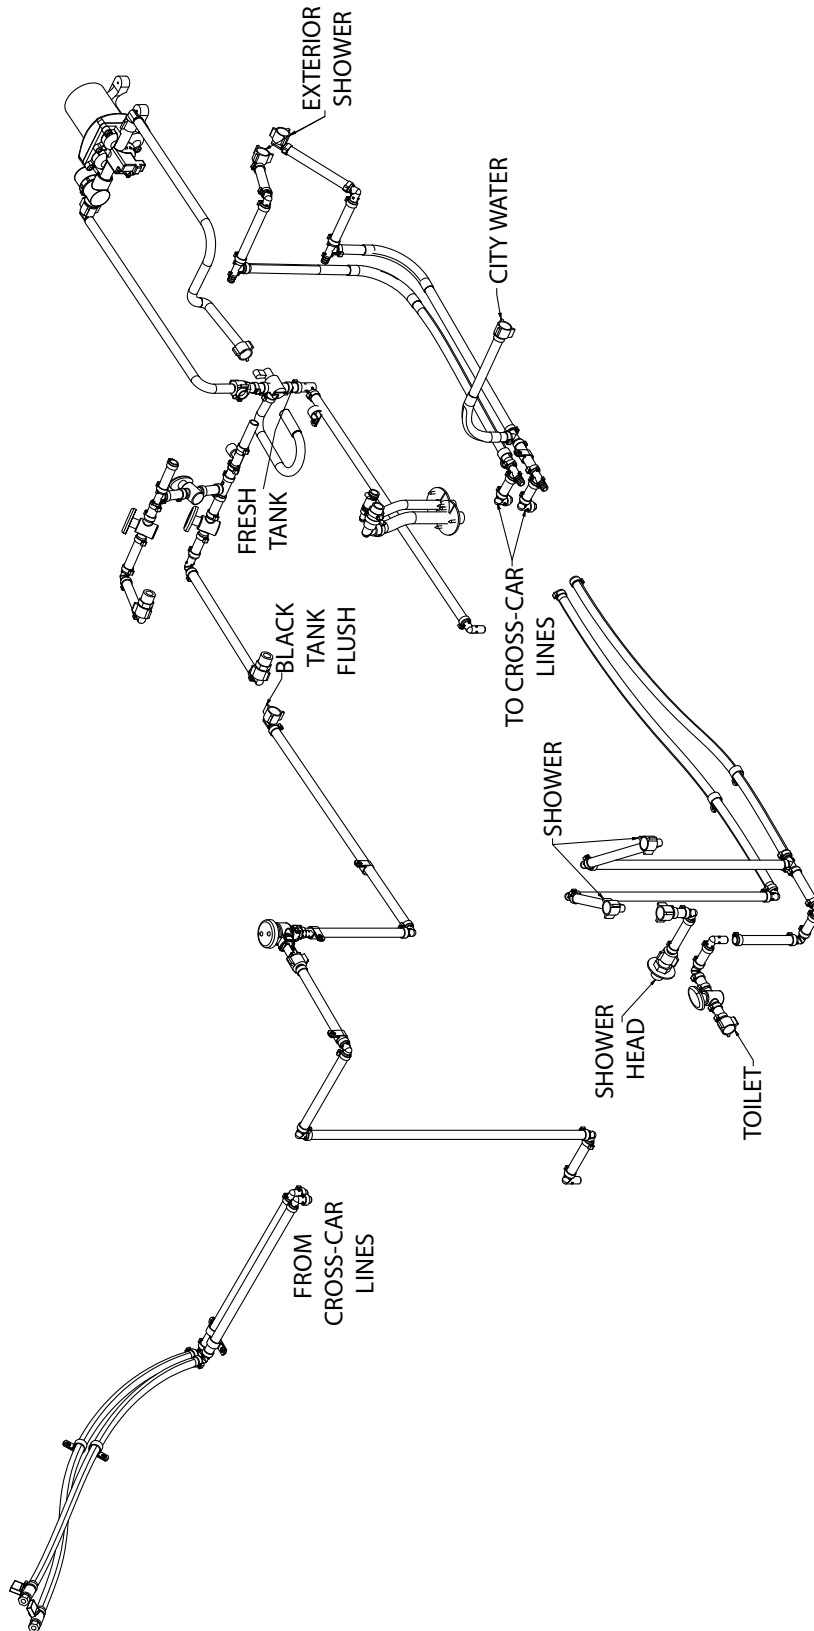 EXTERIOR
SHOWER
CITY WATER
FRESH
TANK
BLACK
TANK
FLUSH
TO CROSS-CAR
LINES
SHOWER
SHOWER
HEAD
TOILET
FROM
CROSS-CAR
LINES